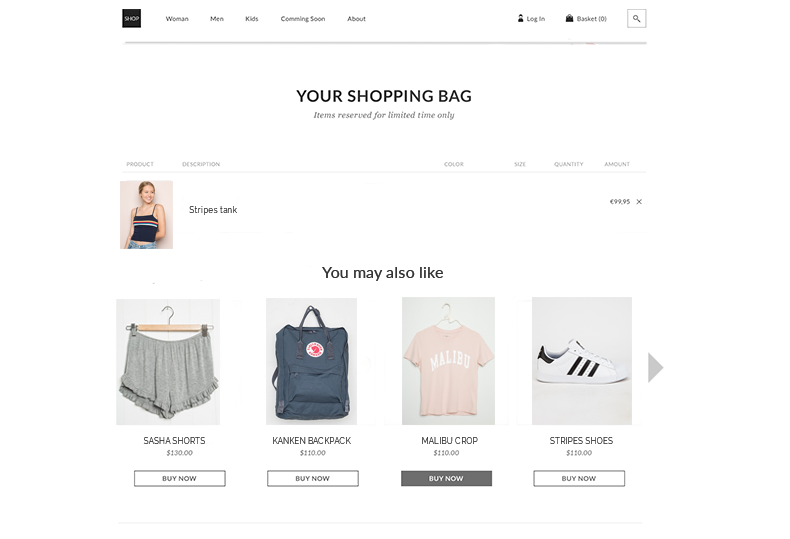 SHOP Woman Men Kids Comming Soon About Log In Basket (0)
YOUR SHOPPING BAG
Items reserved for limited time only
PRODUCT DESCRIPTION COLOR SIZE QUANTITY AMOUNT
Stripes tank €99,95 ×
You may also like
MALIBU
SASHA SHORTS KANKEN BACKPACK MALIBU CROP STRIPES SHOES
$130.00 $110.00 $110.00 $110.00
BUY NOW BUY NOW BUY NOW BUY NOW